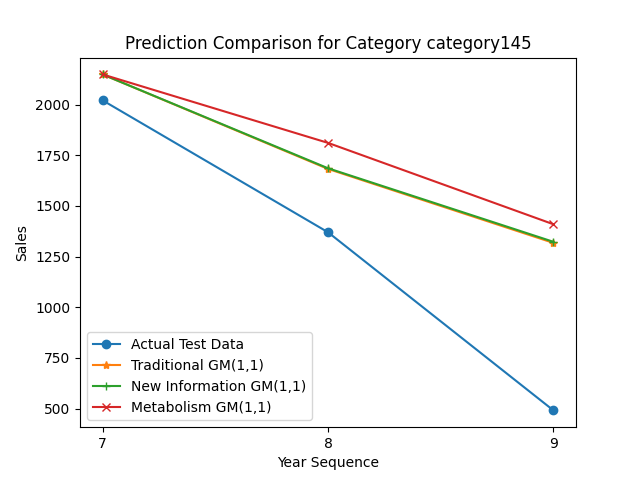 Prediction Comparison for Category category145
2000
1750
1500
1250
1000
750
500
Sales
Actual Test Data
Traditional GM(1,1)
New Information GM(1,1)
Metabolism GM(1,1)
7
8
9
Year Sequence